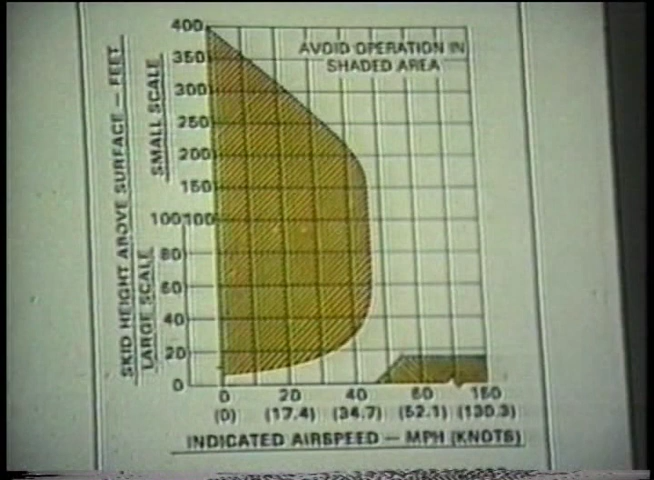 AVOID OPERATION IN
SHADED AREA
SKID HEIGHT ABOVE SURFACE — FEET
SMALL SCALE
LARGE SCALE
400
350
300
250
200
150
100 100
80
60
40
20
0
0 20 40 60 150
(0) (17.4) (34.7) (52.1) (130.3)
INDICATED AIRSPEED — MPH (KNOTS)